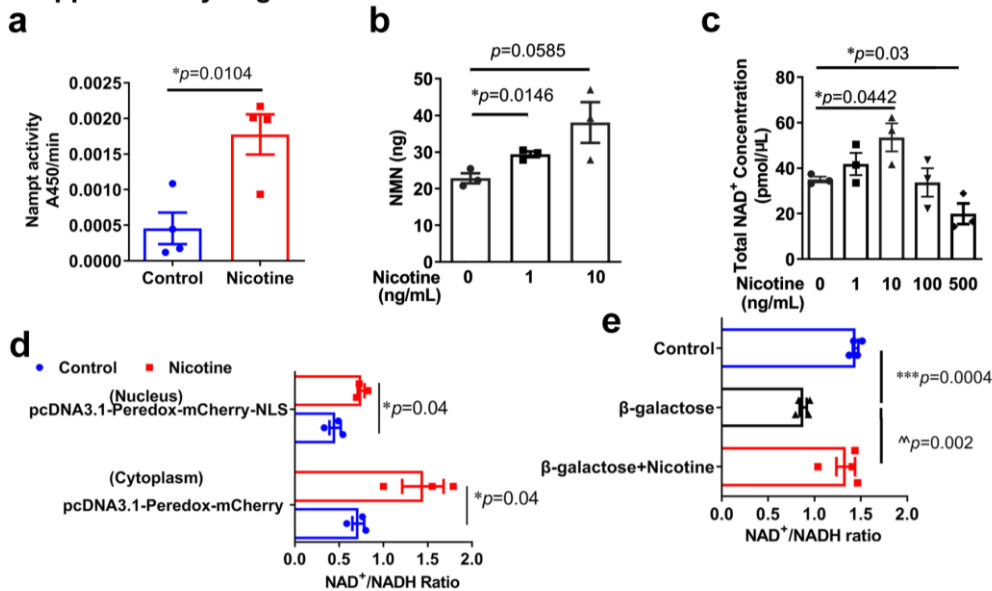 a
*p=0.0104
Nampt activity
A450/min
0.0025
0.0020
0.0015
0.0010
0.0005
0.0000
Control
Nicotine
b
p=0.0585
*p=0.0146
NMN (ng)
50
40
30
20
10
0
Nicotine 0 1 10
(ng/mL)
c
*p=0.03
*p=0.0442
Total NAD⁺ Concentration
(pmol/µL)
80
60
40
20
0
Nicotine 0 1 10 100 500
(ng/mL)
d
Control
Nicotine
(Nucleus)
pcDNA3.1-Peredox-mCherry-NLS
*p=0.04
(Cytoplasm)
pcDNA3.1-Peredox-mCherry
*p=0.04
0.0 0.5 1.0 1.5 2.0
NAD⁺/NADH Ratio
e
Control
***p=0.0004
β-galactose
^^p=0.002
β-galactose+Nicotine
0.0 0.5 1.0 1.5 2.0
NAD⁺/NADH ratio